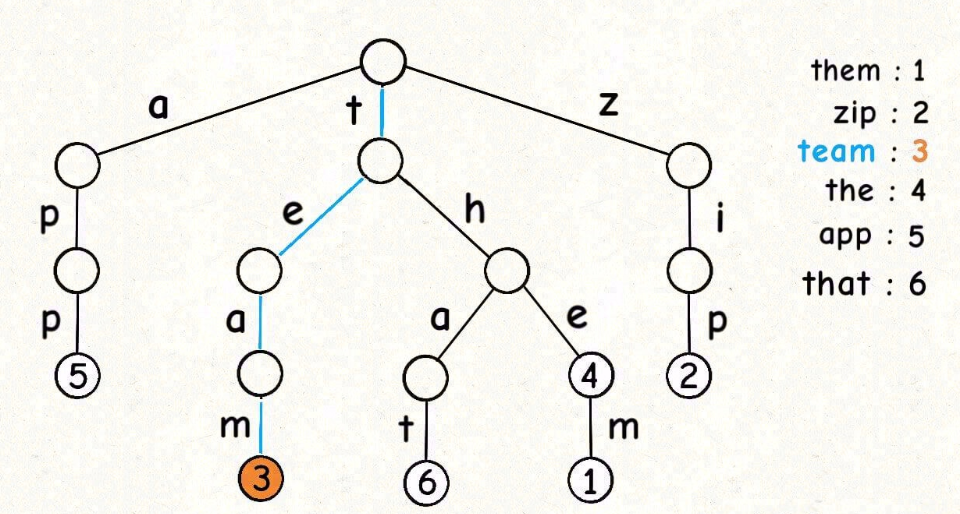 a
t
z
them : 1
zip : 2
team : 3
e
h
the : 4
p
i
app : 5
that : 6
p
a
a
e
p
5
4
2
m
t
m
3
6
1